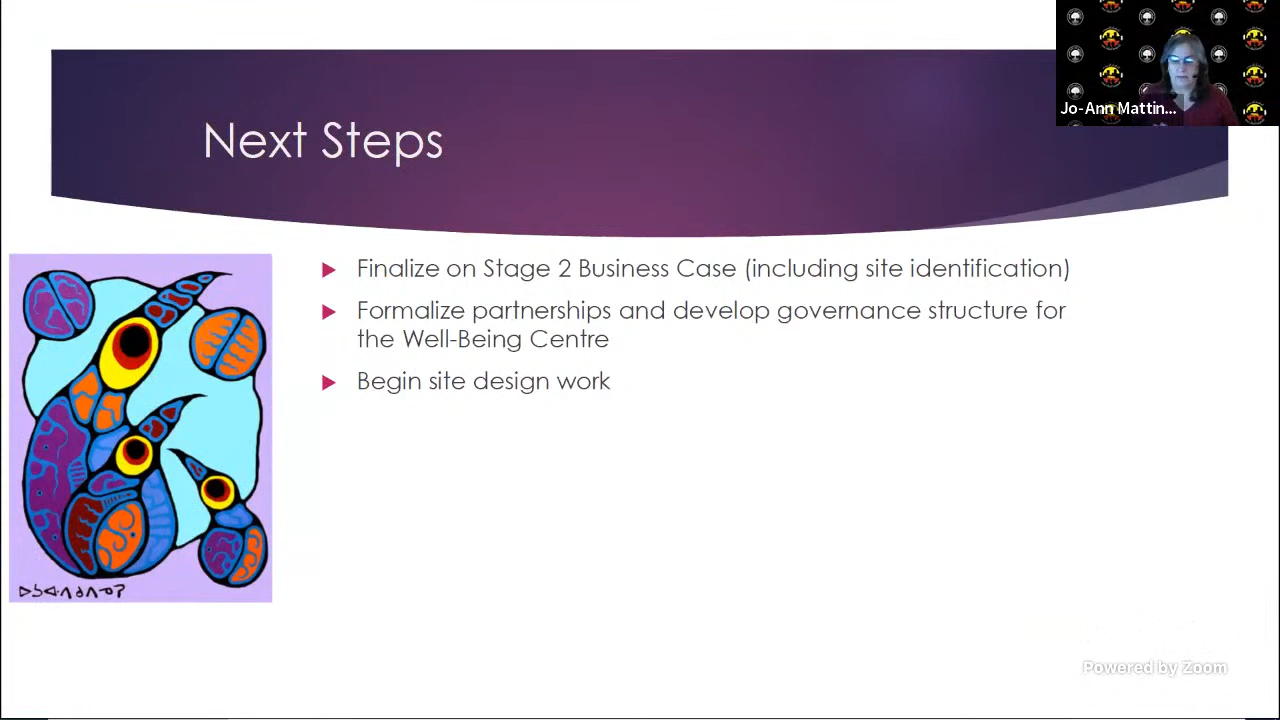 Next Steps
Jo-Ann Mattin...
Finalize on Stage 2 Business Case (including site identification)
Formalize partnerships and develop governance structure for
the Well-Being Centre
Begin site design work
Powered by Zoom